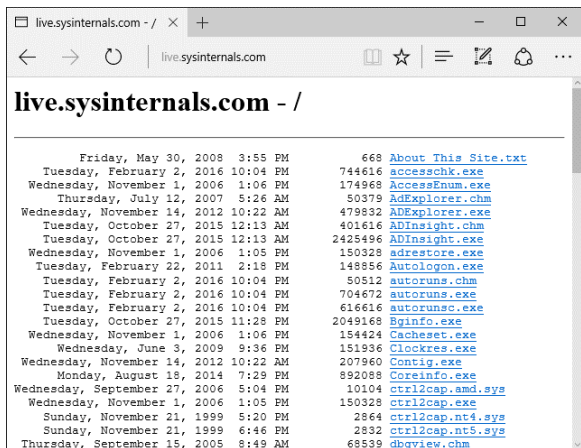 live.sysinternals.com - /
live.sysinternals.com
live.sysinternals.com - /
Friday, May 30, 2008 3:55 PM 668 About This Site.txt
Tuesday, February 2, 2016 10:04 PM 744616 accesschk.exe
Wednesday, November 1, 2006 1:06 PM 174968 AccessEnum.exe
Thursday, July 12, 2007 5:26 AM 50379 AdExplorer.chm
Wednesday, November 14, 2012 10:22 AM 479832 ADExplorer.exe
Tuesday, October 27, 2015 12:13 AM 401616 ADInsight.chm
Tuesday, October 27, 2015 12:13 AM 2425496 ADInsight.exe
Wednesday, November 1, 2006 1:05 PM 150328 adrestore.exe
Tuesday, February 22, 2011 2:18 PM 148856 Autologon.exe
Tuesday, February 2, 2016 10:04 PM 50512 autoruns.chm
Tuesday, February 2, 2016 10:04 PM 704672 autoruns.exe
Tuesday, February 2, 2016 10:04 PM 616616 autorunsc.exe
Tuesday, October 27, 2015 11:28 PM 2049168 Bginfo.exe
Wednesday, November 1, 2006 1:06 PM 154424 Cacheset.exe
Wednesday, June 3, 2009 9:36 PM 151936 Clockres.exe
Wednesday, November 14, 2012 10:22 AM 207960 Contig.exe
Monday, August 18, 2014 7:29 PM 892088 Coreinfo.exe
Wednesday, September 27, 2006 5:04 PM 10104 ctrl2cap.amd.sys
Wednesday, November 1, 2006 1:05 PM 150328 ctrl2cap.exe
Sunday, November 21, 1999 5:20 PM 2864 ctrl2cap.nt4.sys
Sunday, November 21, 1999 6:46 PM 2832 ctrl2cap.nt5.sys
Thursday, September 15, 2005 8:49 AM 68539 dbgview.chm